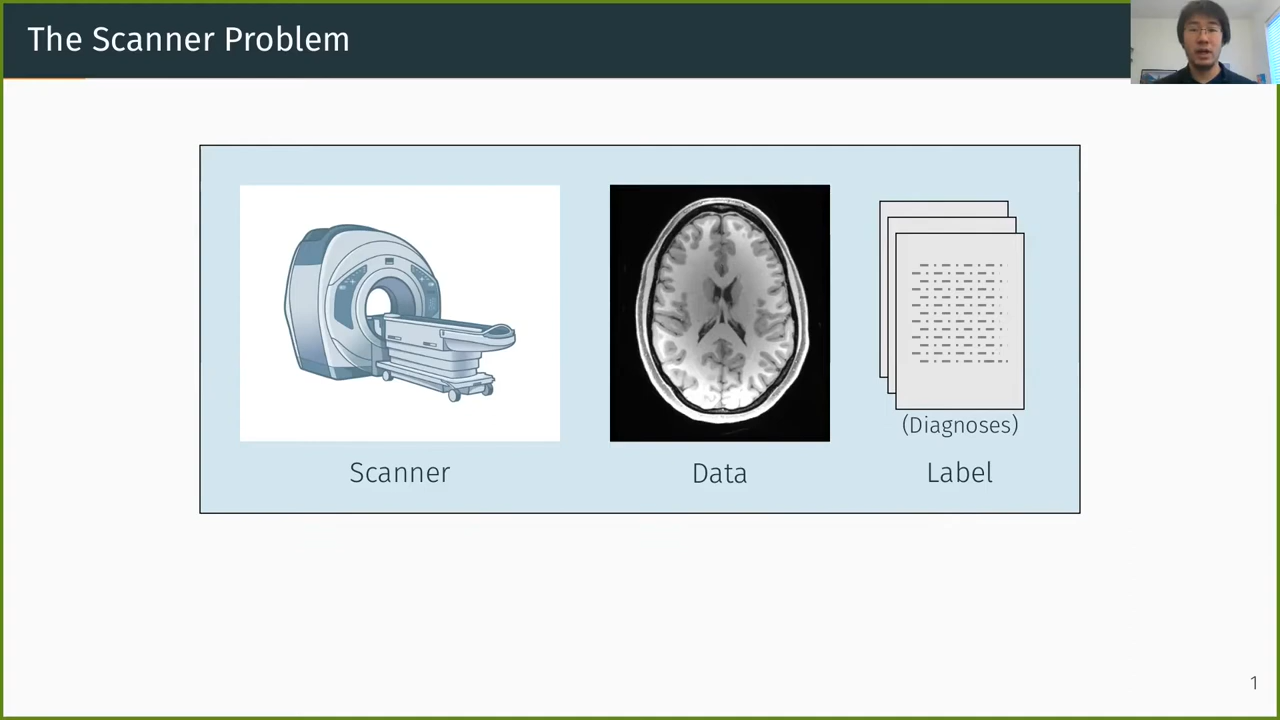 The Scanner Problem
(Diagnoses)
Scanner
Data
Label
1